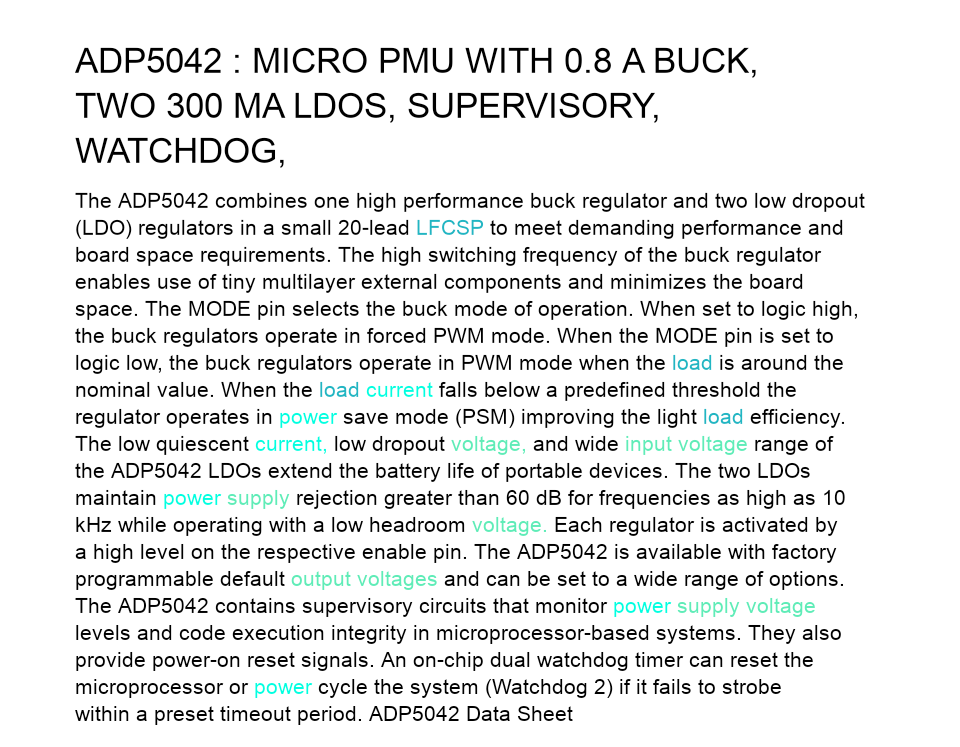 ADP5042 : MICRO PMU WITH 0.8 A BUCK,
TWO 300 MA LDOS, SUPERVISORY,
WATCHDOG,
The ADP5042 combines one high performance buck regulator and two low dropout
(LDO) regulators in a small 20-lead LFCSP to meet demanding performance and
board space requirements. The high switching frequency of the buck regulator
enables use of tiny multilayer external components and minimizes the board
space. The MODE pin selects the buck mode of operation. When set to logic high,
the buck regulators operate in forced PWM mode. When the MODE pin is set to
logic low, the buck regulators operate in PWM mode when the load is around the
nominal value. When the load current falls below a predefined threshold the
regulator operates in power save mode (PSM) improving the light load efficiency.
The low quiescent current, low dropout voltage, and wide input voltage range of
the ADP5042 LDOs extend the battery life of portable devices. The two LDOs
maintain power supply rejection greater than 60 dB for frequencies as high as 10
kHz while operating with a low headroom voltage. Each regulator is activated by
a high level on the respective enable pin. The ADP5042 is available with factory
programmable default output voltages and can be set to a wide range of options.
The ADP5042 contains supervisory circuits that monitor power supply voltage
levels and code execution integrity in microprocessor-based systems. They also
provide power-on reset signals. An on-chip dual watchdog timer can reset the
microprocessor or power cycle the system (Watchdog 2) if it fails to strobe
within a preset timeout period. ADP5042 Data Sheet